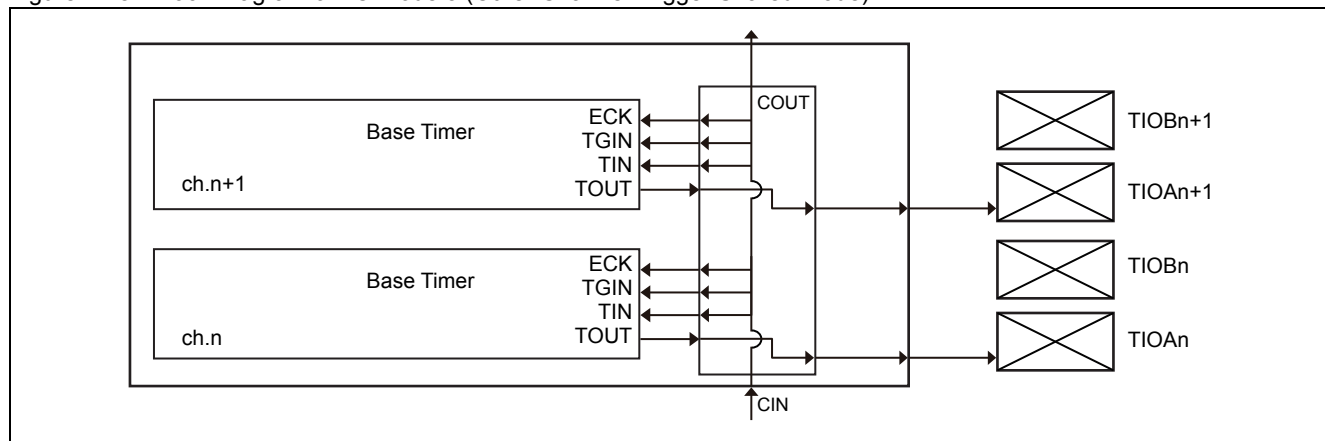 COUT
ECK
Base Timer
TGIN
TIN
ch.n+1
TOUT
TIOBn+1
TIOAn+1
ECK
Base Timer
TGIN
TIN
ch.n
TOUT
TIOBn
TIOAn
CIN